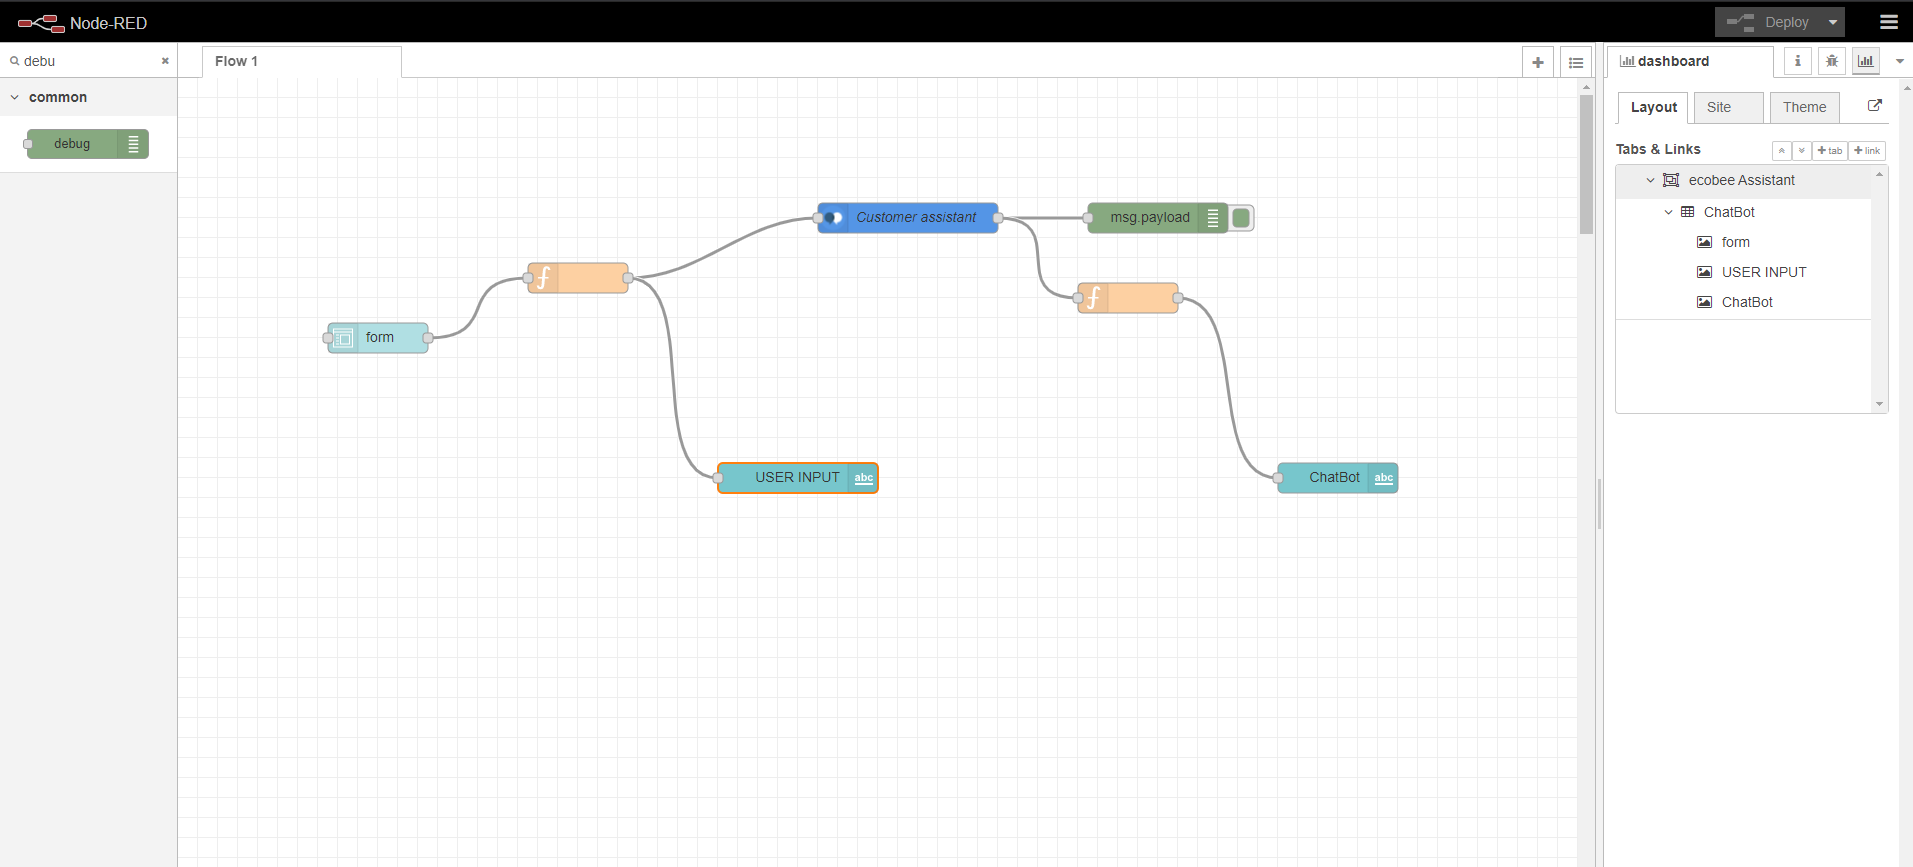 Node-RED
Deploy
debu
Flow 1
dashboard
common
debug
Layout
Site
Theme
Tabs & Links
tab
link
ecobee Assistant
ChatBot
form
USER INPUT
ChatBot
Customer assistant
msg.payload
form
USER INPUT
abc
ChatBot
abc